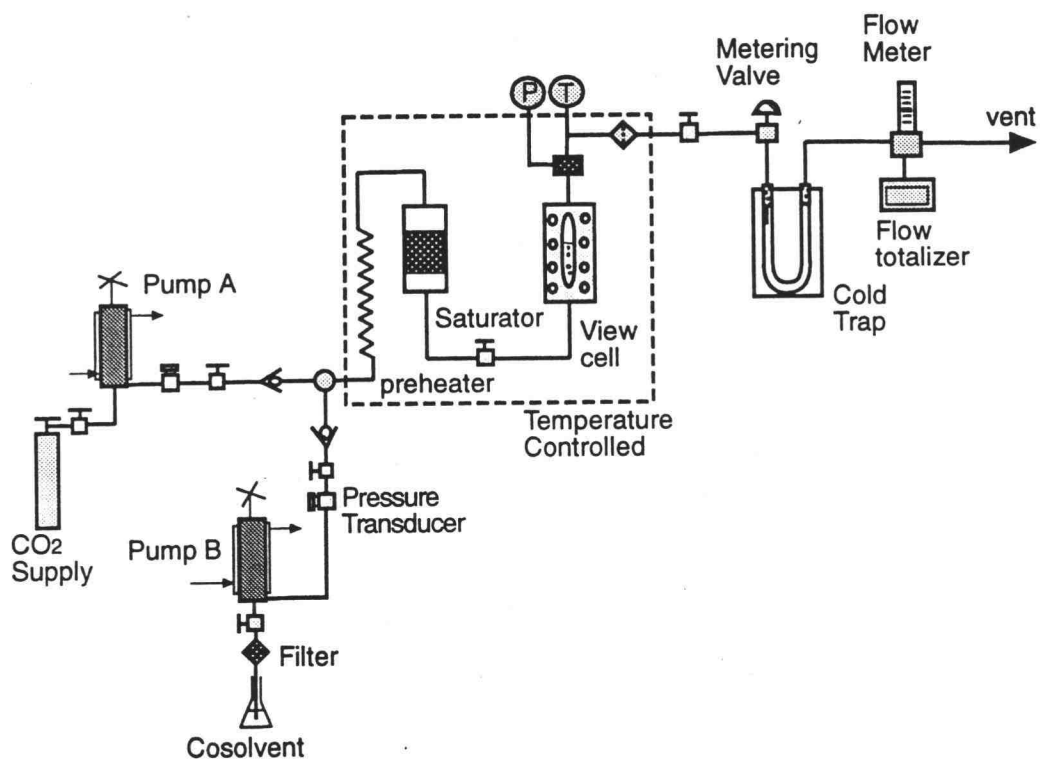 Flow
Meter
Metering
Valve
P
T
vent
Flow
totalizer
Cold
Trap
Pump A
Saturator
View
cell
preheater
Temperature
Controlled
Pressure
Transducer
CO2
Supply
Pump B
Filter
Cosolvent